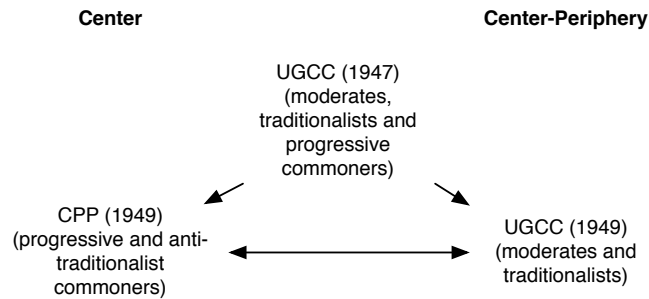 Center
Center-Periphery
UGCC (1947)
(moderates,
traditionalists and
progressive
commoners)
CPP (1949)
(progressive and anti-
traditionalist
commoners)
UGCC (1949)
(moderates and
traditionalists)